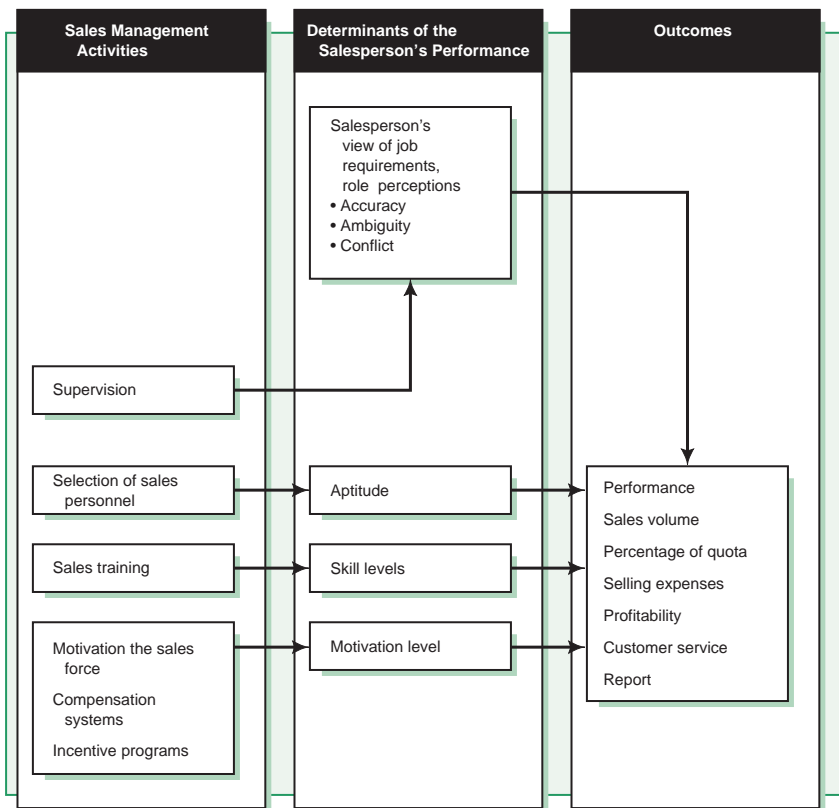 Sales Management
Activities
Determinants of the
Salesperson's Performance
Outcomes
Salesperson's
view of job
requirements,
role perceptions
• Accuracy
• Ambiguity
• Conflict
Supervision
Selection of sales
personnel
Aptitude
Sales training
Skill levels
Motivation the sales
force
Compensation
systems
Incentive programs
Motivation level
Performance
Sales volume
Percentage of quota
Selling expenses
Profitability
Customer service
Report